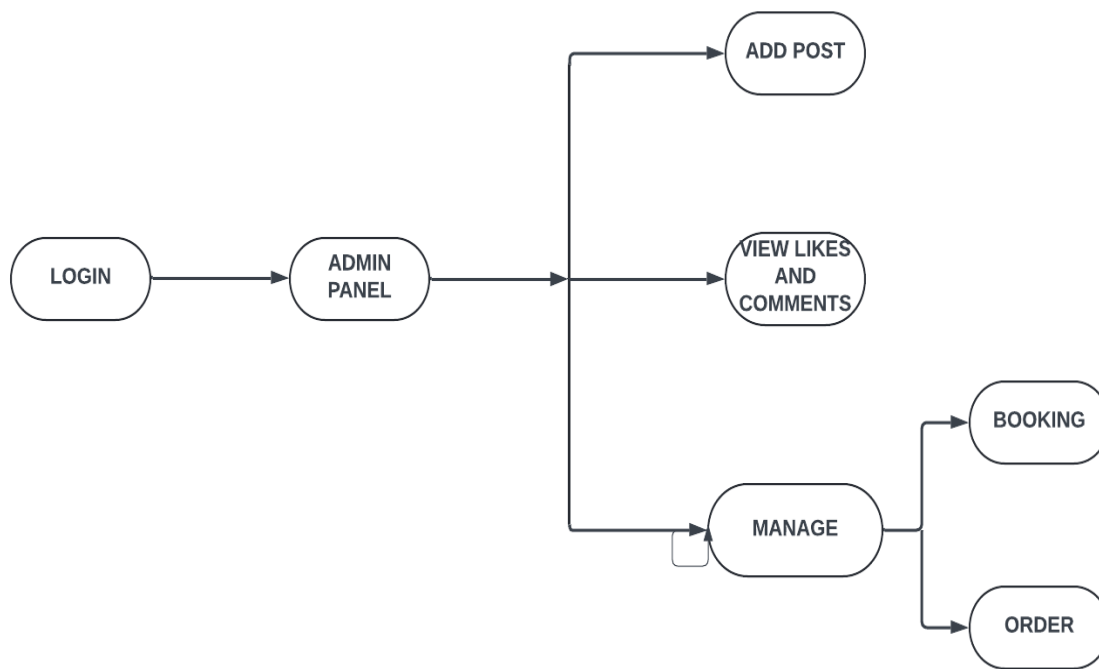 ADD POST
LOGIN
ADMIN
PANEL
VIEW LIKES
AND
COMMENTS
BOOKING
MANAGE
ORDER